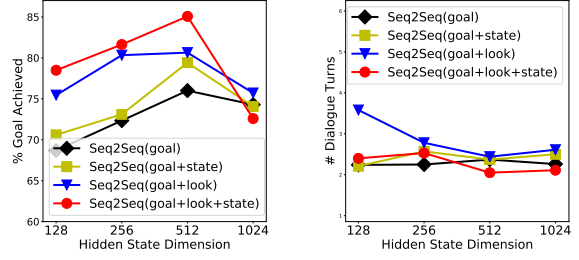 85
80
75
70
65
60
% Goal Achieved
Seq2Seq(goal)
Seq2Seq(goal+state)
Seq2Seq(goal+look)
Seq2Seq(goal+look+state)
128 256 512 1024
Hidden State Dimension
6
5
4
3
2
1
# Dialogue Turns
Seq2Seq(goal)
Seq2Seq(goal+state)
Seq2Seq(goal+look)
Seq2Seq(goal+look+state)
128 256 512 1024
Hidden State Dimension